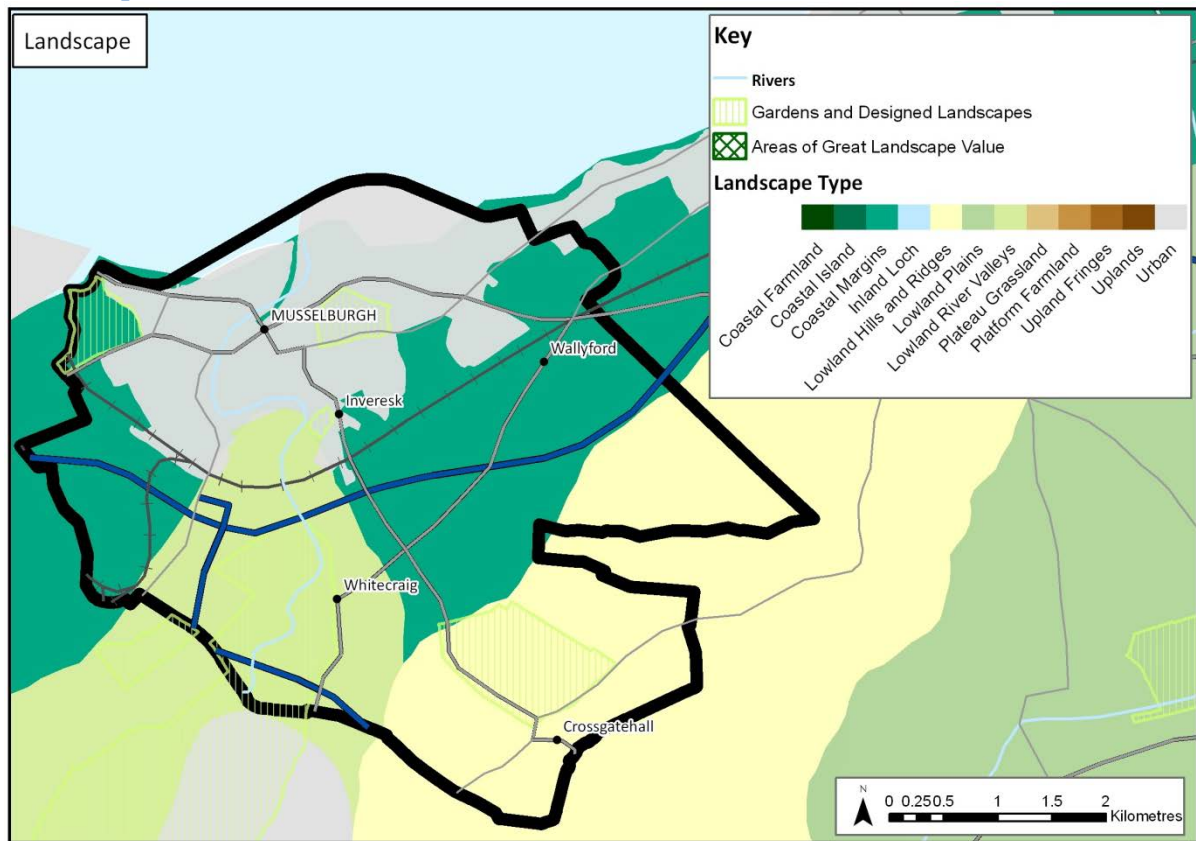 Landscape
Key
Rivers
Gardens and Designed Landscapes
Areas of Great Landscape Value
Landscape Type
Coastal Farmland
Coastal Island
Coastal Margins
Inland Loch
Lowland Hills and Ridges
Lowland Plains
Lowland River Valleys
Plateau Grassland
Platform Farmland
Upland Fringes
Uplands
Urban
MUSSELBURGH
Wallyford
Inveresk
Whitecraig
Crossgatehall
N
0 0.25 0.5 1 1.5 2
Kilometres